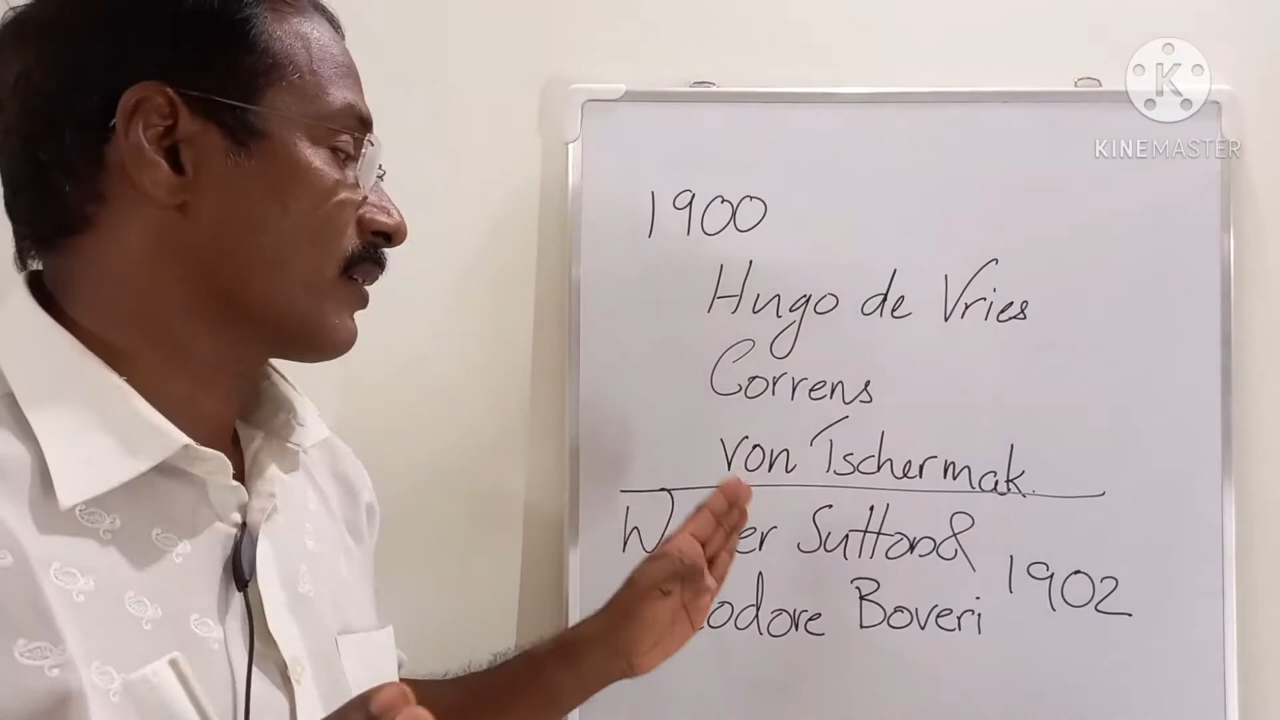 KINEMASTER
1900
Hugo de Vries
Correns
von Tschermak.
Sutton &
1902
Boveri